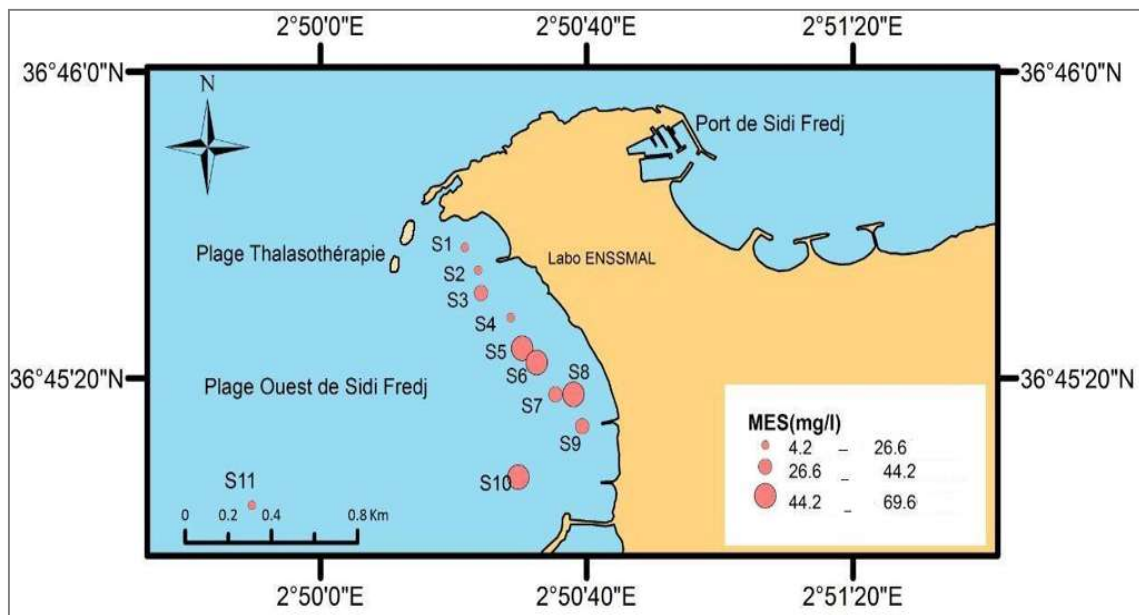 2°50'0"E 2°50'40"E 2°51'20"E
36°46'0"N 36°46'0"N
N
Port de Sidi Fredj
Plage Thalasothérapie
S1
Labo ENSSMAL
S2
S3
S4
S5
S6
S8
36°45'20"N 36°45'20"N
Plage Ouest de Sidi Fredj
S7
S9
S10
S11
0 0.2 0.4 0.8 Km
MES(mg/l)
4.2 – 26.6
26.6 _ 44.2
44.2 _ 69.6
2°50'0"E 2°50'40"E 2°51'20"E